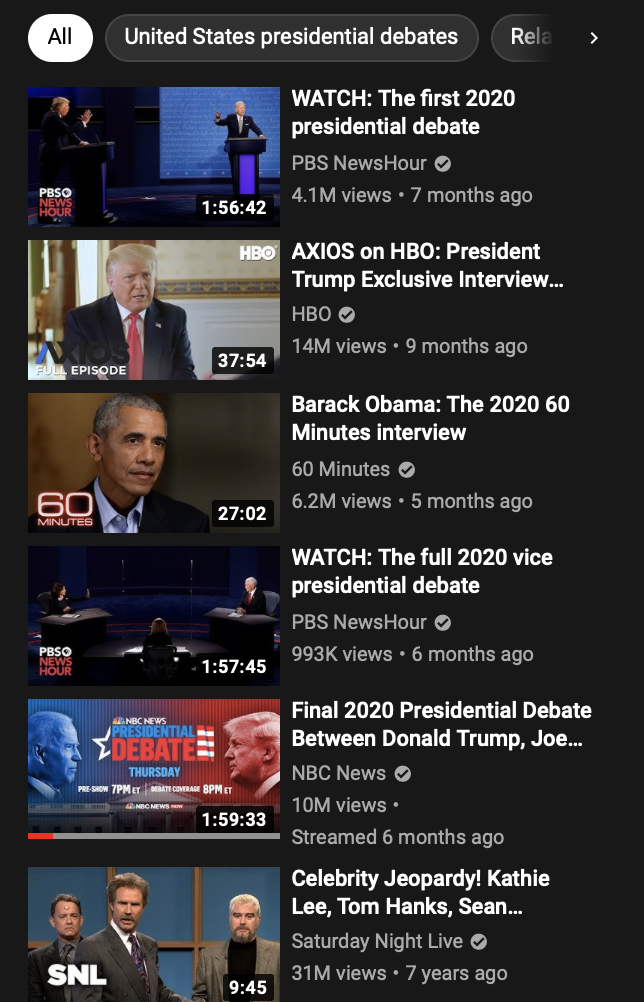 All
United States presidential debates
Rela
PBS
NEWS
HOUR
1:56:42
WATCH: The first 2020
presidential debate
PBS NewsHour
4.1M views • 7 months ago
HBO
AXIOS
FULL EPISODE
37:54
AXIOS on HBO: President
Trump Exclusive Interview...
HBO
14M views • 9 months ago
60
MINUTES
27:02
Barack Obama: The 2020 60
Minutes interview
60 Minutes
6.2M views • 5 months ago
PBS
NEWS
HOUR
1:57:45
WATCH: The full 2020 vice
presidential debate
PBS NewsHour
993K views • 6 months ago
NBC NEWS
PRESIDENTIAL
DEBATE
THURSDAY
PRE-SHOW 7PM ET | DEBATE COVERAGE 8PM ET
NBC NEWS NOW
1:59:33
Final 2020 Presidential Debate
Between Donald Trump, Joe...
NBC News
10M views •
Streamed 6 months ago
SNL
9:45
Celebrity Jeopardy! Kathie
Lee, Tom Hanks, Sean...
Saturday Night Live
31M views • 7 years ago